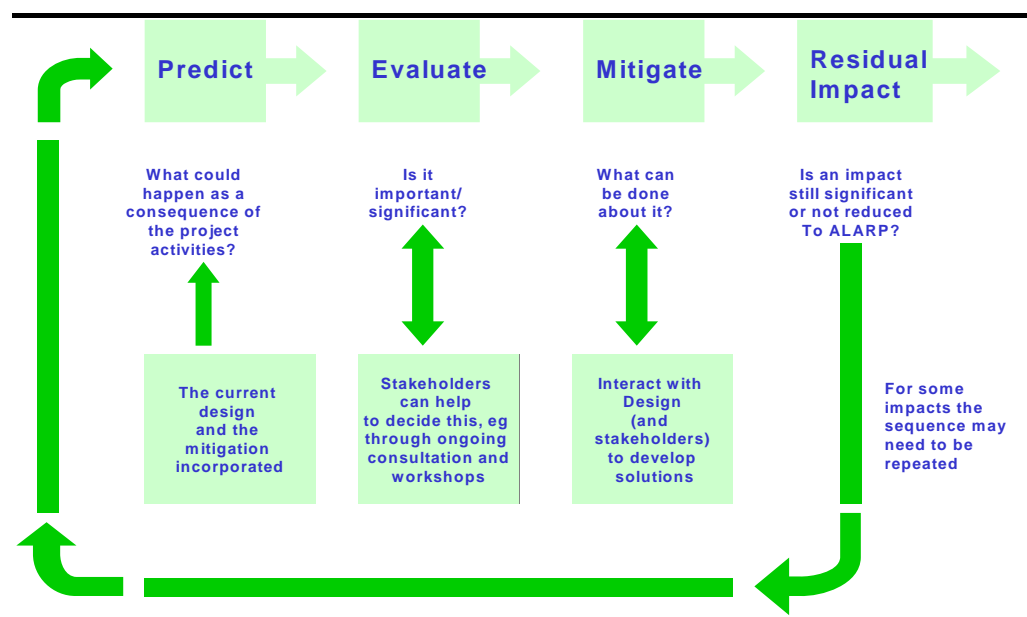 Predict
Evaluate
Mitigate
Residual
Impact
What could
happen as a
consequence of
the project
activities?
Is it
important/
significant?
What can
be done
about it?
Is an impact
still significant
or not reduced
To ALARP?
The current
design
and the
mitigation
incorporated
Stakeholders
can help
to decide this, eg
through ongoing
consultation and
workshops
Interact with
Design
(and
stakeholders)
to develop
solutions
For some
impacts the
sequence may
need to be
repeated